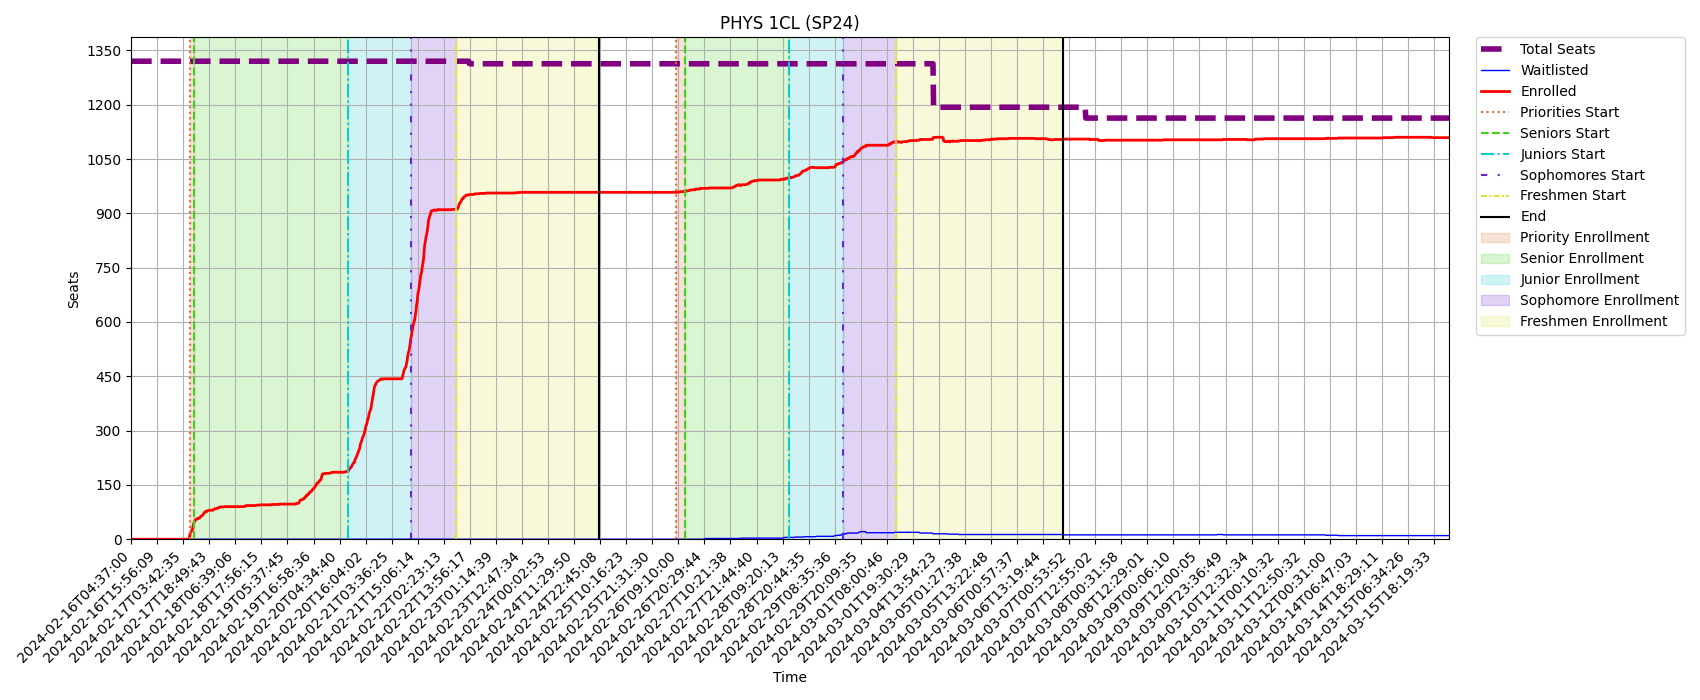 PHYS 1CL (SP24)
1350
1200
1050
900
750
600
450
300
150
0
Seats
2024-02-16T04:37:00
2024-02-16T15:56:09
2024-02-17T03:42:35
2024-02-17T18:49:43
2024-02-18T06:39:06
2024-02-18T17:56:15
2024-02-19T05:37:45
2024-02-19T16:58:36
2024-02-20T04:34:40
2024-02-20T16:04:02
2024-02-21T03:36:25
2024-02-21T15:06:14
2024-02-22T02:23:13
2024-02-22T13:56:17
2024-02-23T01:14:39
2024-02-23T12:47:34
2024-02-24T00:02:53
2024-02-24T11:29:50
2024-02-24T22:45:08
2024-02-25T10:16:23
2024-02-25T21:31:30
2024-02-26T09:10:00
2024-02-26T20:29:44
2024-02-27T10:21:38
2024-02-27T21:44:40
2024-02-28T09:20:13
2024-02-28T20:44:35
2024-02-29T08:35:36
2024-02-29T20:09:35
2024-03-01T08:00:46
2024-03-01T19:30:29
2024-03-04T13:54:23
2024-03-05T01:27:38
2024-03-05T13:22:48
2024-03-06T00:57:37
2024-03-06T13:19:44
2024-03-07T00:53:52
2024-03-07T12:55:02
2024-03-08T00:31:58
2024-03-08T12:29:01
2024-03-09T00:06:10
2024-03-09T12:00:05
2024-03-09T23:36:49
2024-03-10T12:32:34
2024-03-11T00:10:32
2024-03-11T12:50:32
2024-03-12T00:31:00
2024-03-14T06:47:03
2024-03-14T18:29:11
2024-03-15T06:34:26
2024-03-15T18:19:33
Time
Total Seats
Waitlisted
Enrolled
Priorities Start
Seniors Start
Juniors Start
Sophomores Start
Freshmen Start
End
Priority Enrollment
Senior Enrollment
Junior Enrollment
Sophomore Enrollment
Freshmen Enrollment